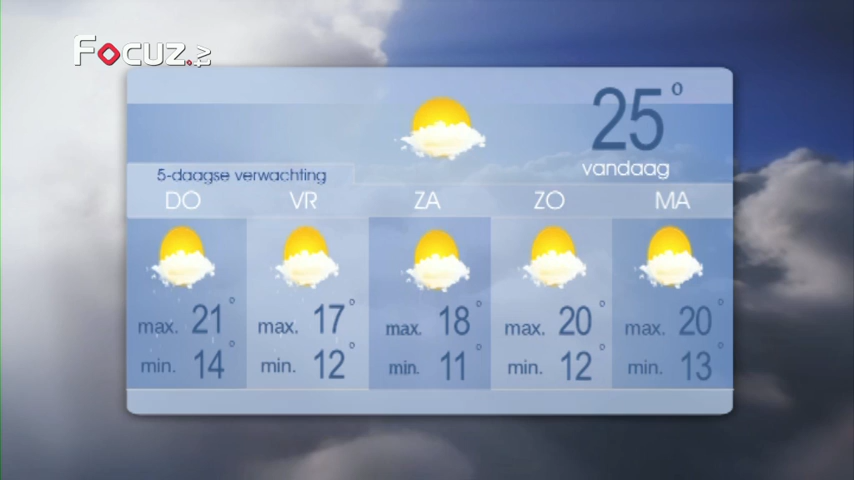 Focuz.tv
25°
vandaag
5-daagse verwachting
DO VR ZA ZO MA
max. 21° max. 17° max. 18° max. 20° max. 20°
min. 14° min. 12° min. 11° min. 12° min. 13°